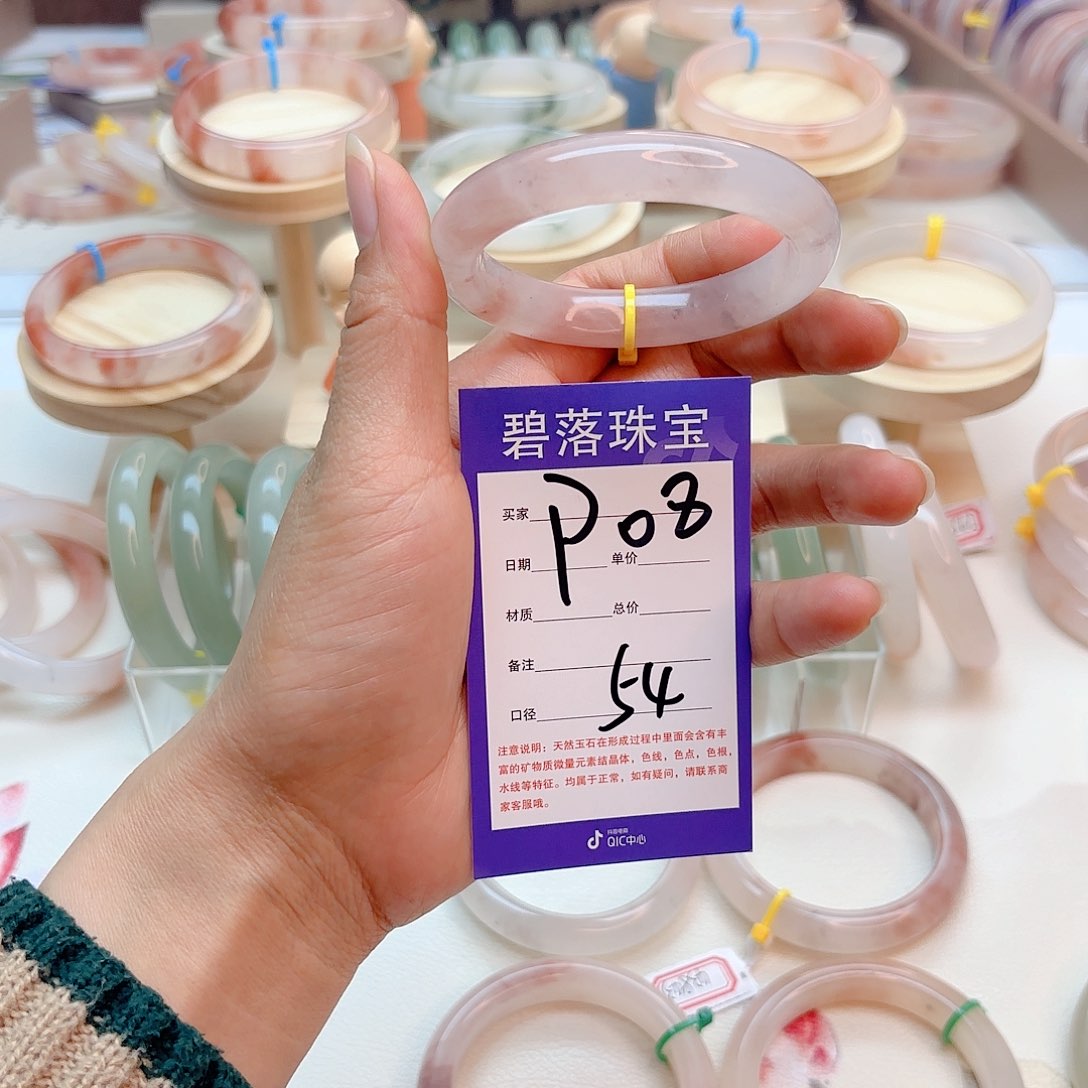 碧落珠宝
买家 P08
日期 单价
材质 总价
备注
口径 54
注意说明：天然玉石在形成过程中里面会含有丰
富的矿物质微量元素结晶体，色线，色点，色根，
水线等特征。均属于正常，如有疑问，请联系商
家客服哦。
抖音电商
QIC中心